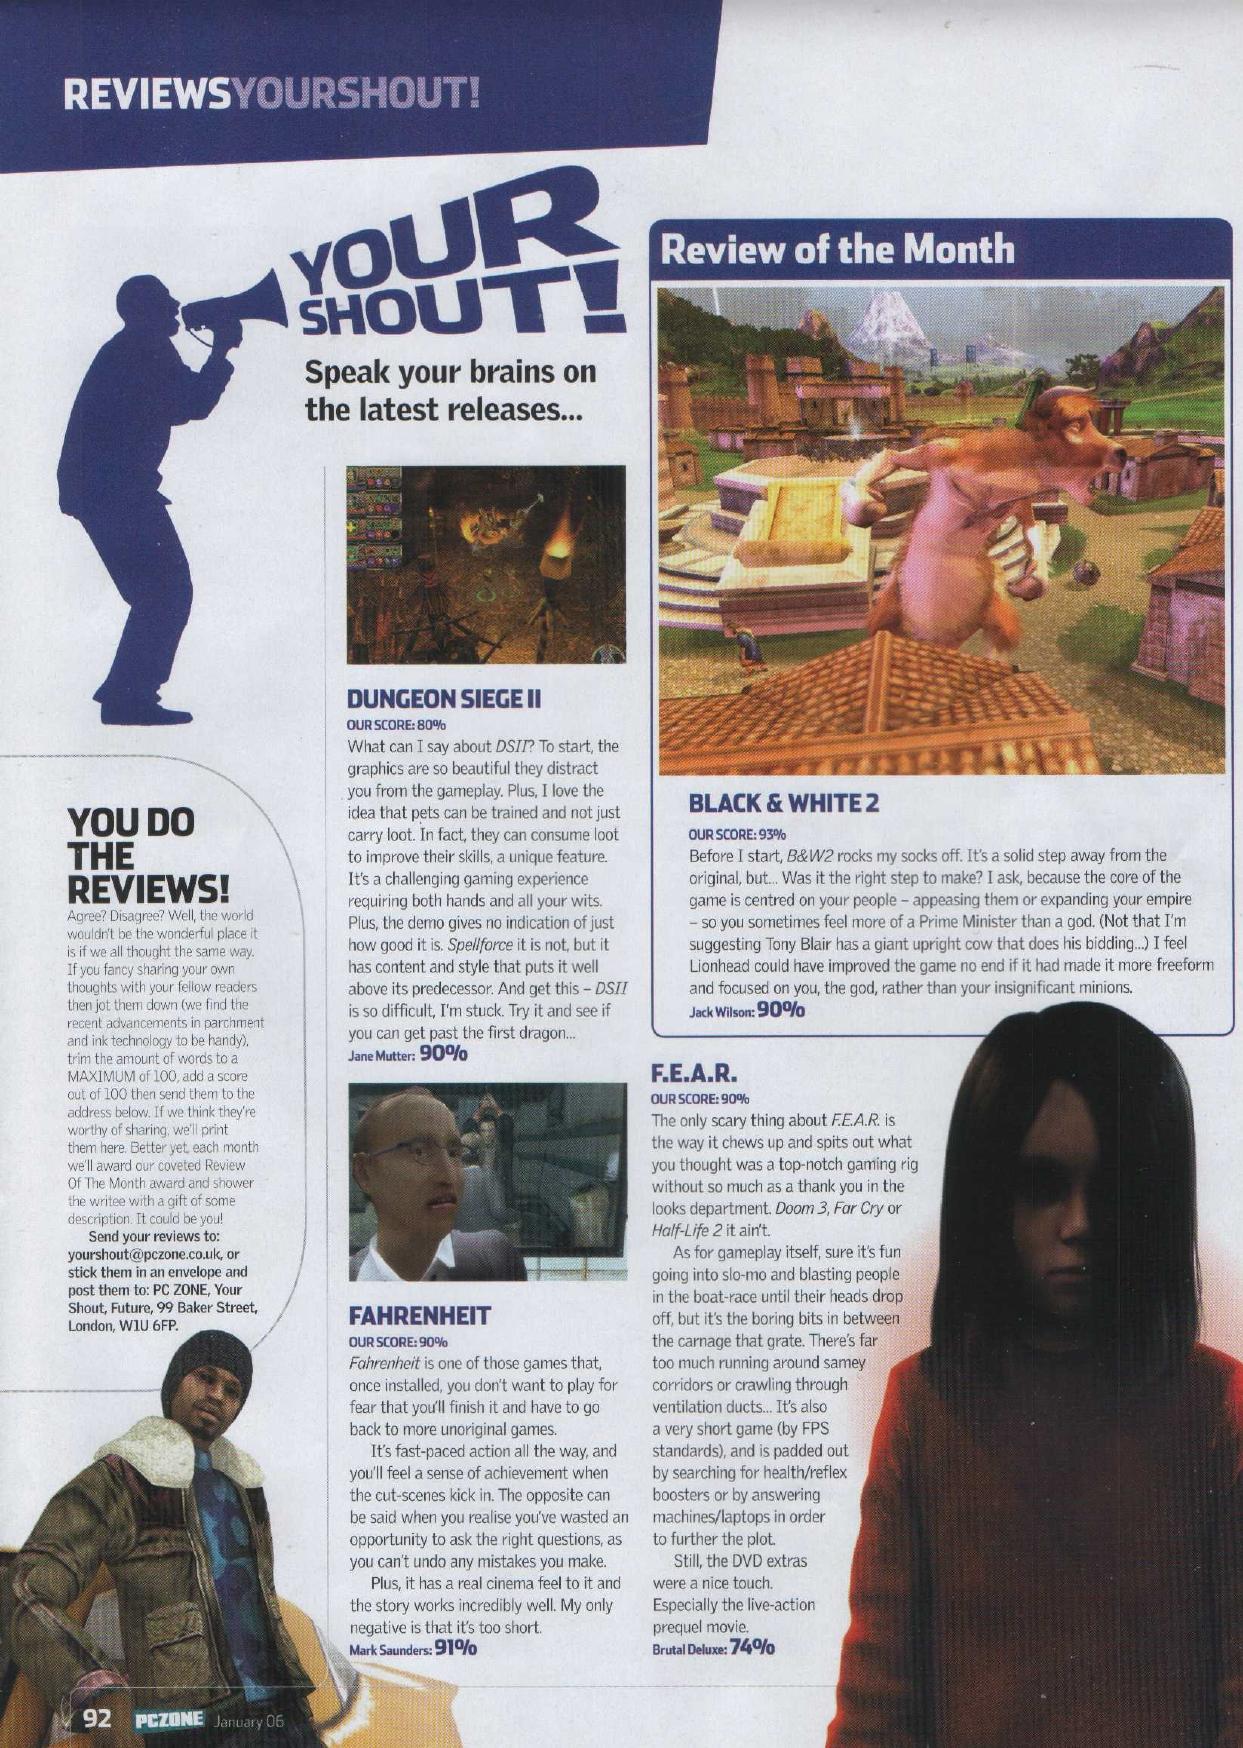 REVIEWSYOURSHOUT!
YOUR
SHOUT!
Speak your brains on
the latest releases...
YOU DO
THE
REVIEWS!
Agree? Disagree? Well, the world
wouldn't be the wonderful place it
is if we all thought the same way.
If you fancy sharing your own
thoughts with your fellow readers
then jot them down (we find the
recent advancements in parchment
and ink technology to be handy),
trim the amount of words to a
MAXIMUM of 100, add a score
out of 100 then send them to the
address below. If we think they're
worthy of sharing, we'll print
them here. Better yet, each month
we'll award our coveted Review
Of The Month award and shower
the writee with a gift of some
description. It could be you!
Send your reviews to:
yourshout@pczone.co.uk, or
stick them in an envelope and
post them to: PC ZONE, Your
Shout, Future, 99 Baker Street,
London, W1U 6FP.
DUNGEON SIEGE II
OUR SCORE: 80%
What can I say about DSII? To start, the
graphics are so beautiful they distract
you from the gameplay. Plus, I love the
idea that pets can be trained and not just
carry loot. In fact, they can consume loot
to improve their skills, a unique feature.
It's a challenging gaming experience
requiring both hands and all your wits.
Plus, the demo gives no indication of just
how good it is. Spellforce it is not, but it
has content and style that puts it well
above its predecessor. And get this – DSII
is so difficult, I'm stuck. Try it and see if
you can get past the first dragon...
Jane Mutter: 90%
FAHRENHEIT
OUR SCORE: 90%
Fahrenheit is one of those games that,
once installed, you don't want to play for
fear that you'll finish it and have to go
back to more unoriginal games.
It's fast-paced action all the way, and
you'll feel a sense of achievement when
the cut-scenes kick in. The opposite can
be said when you realise you've wasted an
opportunity to ask the right questions, as
you can't undo any mistakes you make.
Plus, it has a real cinema feel to it and
the story works incredibly well. My only
negative is that it's too short.
Mark Saunders: 91%
Review of the Month
BLACK & WHITE 2
OUR SCORE: 93%
Before I start, B&W2 rocks my socks off. It's a solid step away from the
original, but... Was it the right step to make? I ask, because the core of the
game is centred on your people – appeasing them or expanding your empire
– so you sometimes feel more of a Prime Minister than a god. (Not that I'm
suggesting Tony Blair has a giant upright cow that does his bidding...) I feel
Lionhead could have improved the game no end if it had made it more freeform
and focused on you, the god, rather than your insignificant minions.
Jack Wilson: 90%
F.E.A.R.
OUR SCORE: 90%
The only scary thing about F.E.A.R. is
the way it chews up and spits out what
you thought was a top-notch gaming rig
without so much as a thank you in the
looks department. Doom 3, Far Cry or
Half-Life 2 it ain't.
As for gameplay itself, sure it's fun
going into slo-mo and blasting people
in the boat-race until their heads drop
off, but it's the boring bits in between
the carnage that grate. There's far
too much running around samey
corridors or crawling through
ventilation ducts... It's also
a very short game (by FPS
standards), and is padded out
by searching for health/reflex
boosters or by answering
machines/laptops in order
to further the plot.
Still, the DVD extras
were a nice touch.
Especially the live-action
prequel movie.
Brutal Deluxe: 74%
92 PCZONE January 06